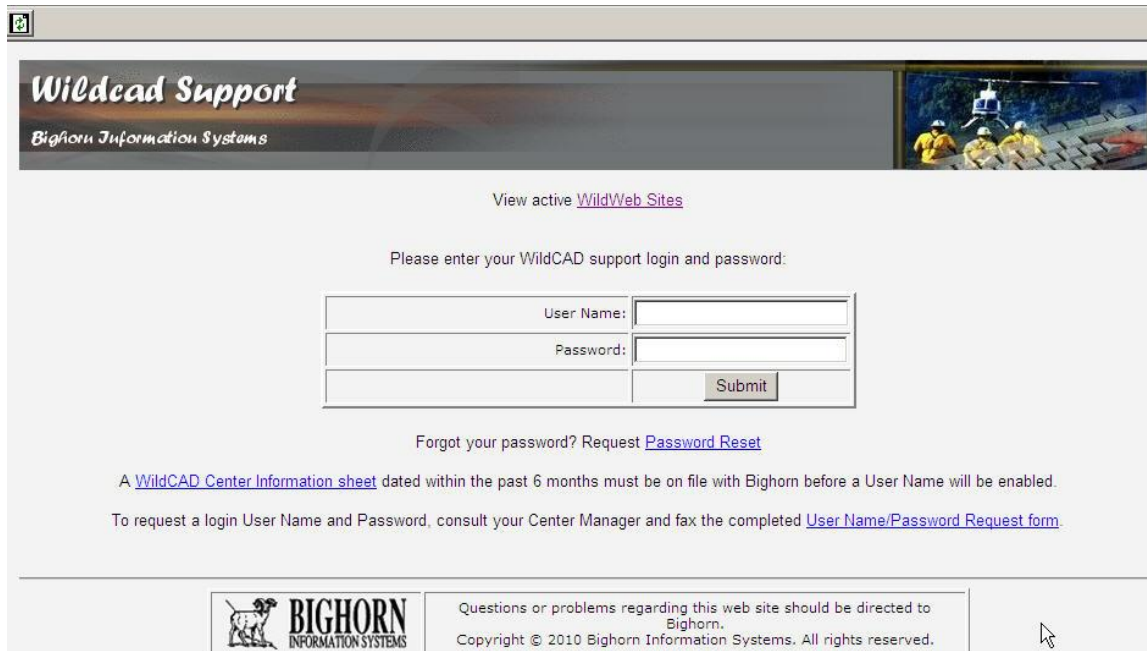 Wildcad Support
Bighorn Information Systems
View active WildWeb Sites
Please enter your WildCAD support login and password:
User Name:
Password:
Submit
Forgot your password? Request Password Reset
A WildCAD Center Information sheet dated within the past 6 months must be on file with Bighorn before a User Name will be enabled.
To request a login User Name and Password, consult your Center Manager and fax the completed User Name/Password Request form.
BIGHORN
INFORMATION SYSTEMS
Questions or problems regarding this web site should be directed to
Bighorn.
Copyright © 2010 Bighorn Information Systems. All rights reserved.